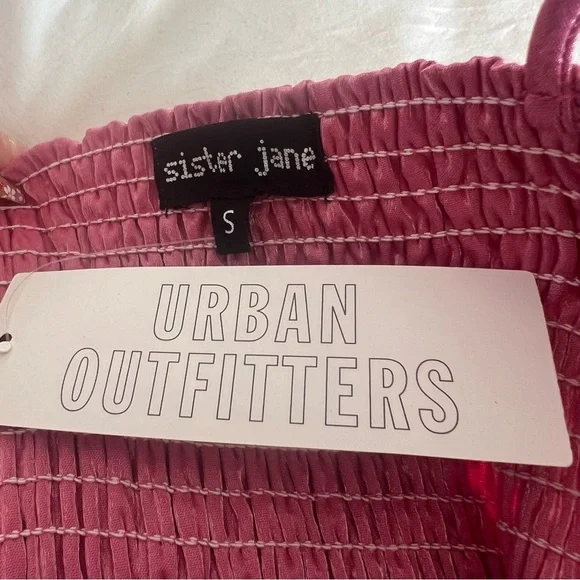 sister jane
S
URBAN
OUTFITTERS